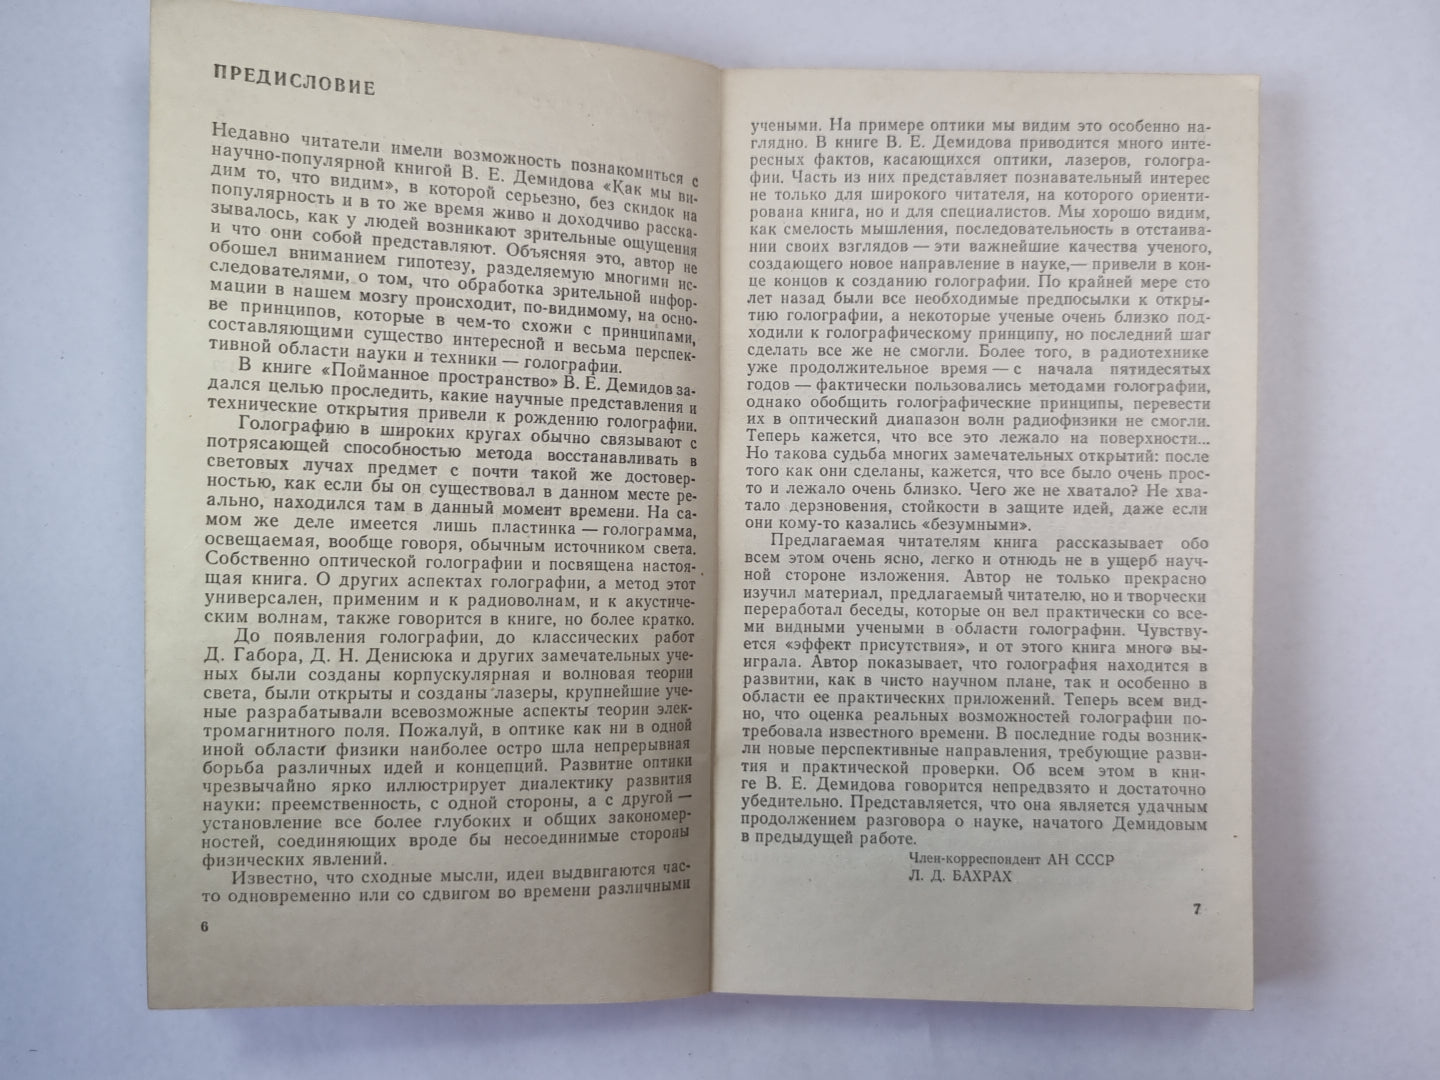 ПРЕДИСЛОВИЕ
Недавно читатели имели возможность познакомиться с
научно-популярной книгой В. Е. Демидова «Как мы ви-
дим то, что видим», в которой серьезно, без скидок на
популярность и в то же время живо и доходчиво расска-
зывалось, как у людей возникают зрительные ощущения
и что они собой представляют. Объясняя это, автор не
обошел вниманием гипотезу, разделяемую многими ис-
следователями, о том, что обработка зрительной инфор-
мации в нашем мозгу происходит, по-видимому, на осно-
ве принципов, которые в чем-то схожи с принципами,
составляющими существо интересной и весьма перспек-
тивной области науки и техники — голографии.
В книге «Пойманное пространство» В. Е. Демидов за-
дался целью проследить, какие научные представления и
технические открытия привели к рождению голографии.
Голографию в широких кругах обычно связывают с
потрясающей способностью метода восстанавливать в
световых лучах предмет с почти такой же достовер-
ностью, как если бы он существовал в данном месте ре-
ально, находился там в данный момент времени. На са-
мом же деле имеется лишь пластинка — голограмма,
освещаемая, вообще говоря, обычным источником света.
Собственно оптической голографии и посвящена настоя-
щая книга. О других аспектах голографии, а метод этот
универсален, применим и к радиоволнам, и к акустиче-
ским волнам, также говорится в книге, но более кратко.
До появления голографии, до классических работ
Д. Габора, Д. Н. Денисюка и других замечательных уче-
ных были созданы корпускулярная и волновая теории
света, были открыты и созданы лазеры, крупнейшие уче-
ные разрабатывали всевозможные аспекты теории элек-
тромагнитного поля. Пожалуй, в оптике как ни в одной
иной области физики наиболее остро шла непрерывная
борьба различных идей и концепций. Развитие оптики
чрезвычайно ярко иллюстрирует диалектику развития
науки: преемственность, с одной стороны, а с другой —
установление все более глубоких и общих закономер-
ностей, соединяющих вроде бы несоединимые стороны
физических явлений.
Известно, что сходные мысли, идеи выдвигаются час-
то одновременно или со сдвигом во времени различными
6
учеными. На примере оптики мы видим это особенно на-
глядно. В книге В. Е. Демидова приводится много инте-
ресных фактов, касающихся оптики, лазеров, гологра-
фии. Часть из них представляет познавательный интерес
не только для широкого читателя, на которого ориенти-
рована книга, но и для специалистов. Мы хорошо видим,
как смелость мышления, последовательность в отстаива-
нии своих взглядов — эти важнейшие качества ученого,
создающего новое направление в науке,— привели в кон-
це концов к созданию голографии. По крайней мере сто
лет назад были все необходимые предпосылки к откры-
тию голографии, а некоторые ученые очень близко под-
ходили к голографическому принципу, но последний шаг
сделать все же не смогли. Более того, в радиотехнике
уже продолжительное время — с начала пятидесятых
годов — фактически пользовались методами голографии,
однако обобщить голографические принципы, перевести
их в оптический диапазон волн радиофизики не смогли.
Теперь кажется, что все это лежало на поверхности...
Но такова судьба многих замечательных открытий: после
того как они сделаны, кажется, что все было очень прос-
то и лежало очень близко. Чего же не хватало? Не хва-
тало дерзновения, стойкости в защите идей, даже если
они кому-то казались «безумными».
Предлагаемая читателям книга рассказывает обо
всем этом очень ясно, легко и отнюдь не в ущерб науч-
ной стороне изложения. Автор не только прекрасно
изучил материал, предлагаемый читателю, но и творчески
переработал беседы, которые он вел практически со все-
ми видными учеными в области голографии. Чувству-
ется «эффект присутствия», и от этого книга много вы-
играла. Автор показывает, что голография находится в
развитии, как в чисто научном плане, так и особенно в
области ее практических приложений. Теперь всем вид-
но, что оценка реальных возможностей голографии по-
требовала известного времени. В последние годы возник-
ли новые перспективные направления, требующие разви-
тия и практической проверки. Об всем этом в кни-
ге В. Е. Демидова говорится непредвзято и достаточно
убедительно. Представляется, что она является удачным
продолжением разговора о науке, начатого Демидовым
в предыдущей работе.
Член-корреспондент АН СССР
Л. Д. БАХРАХ
7